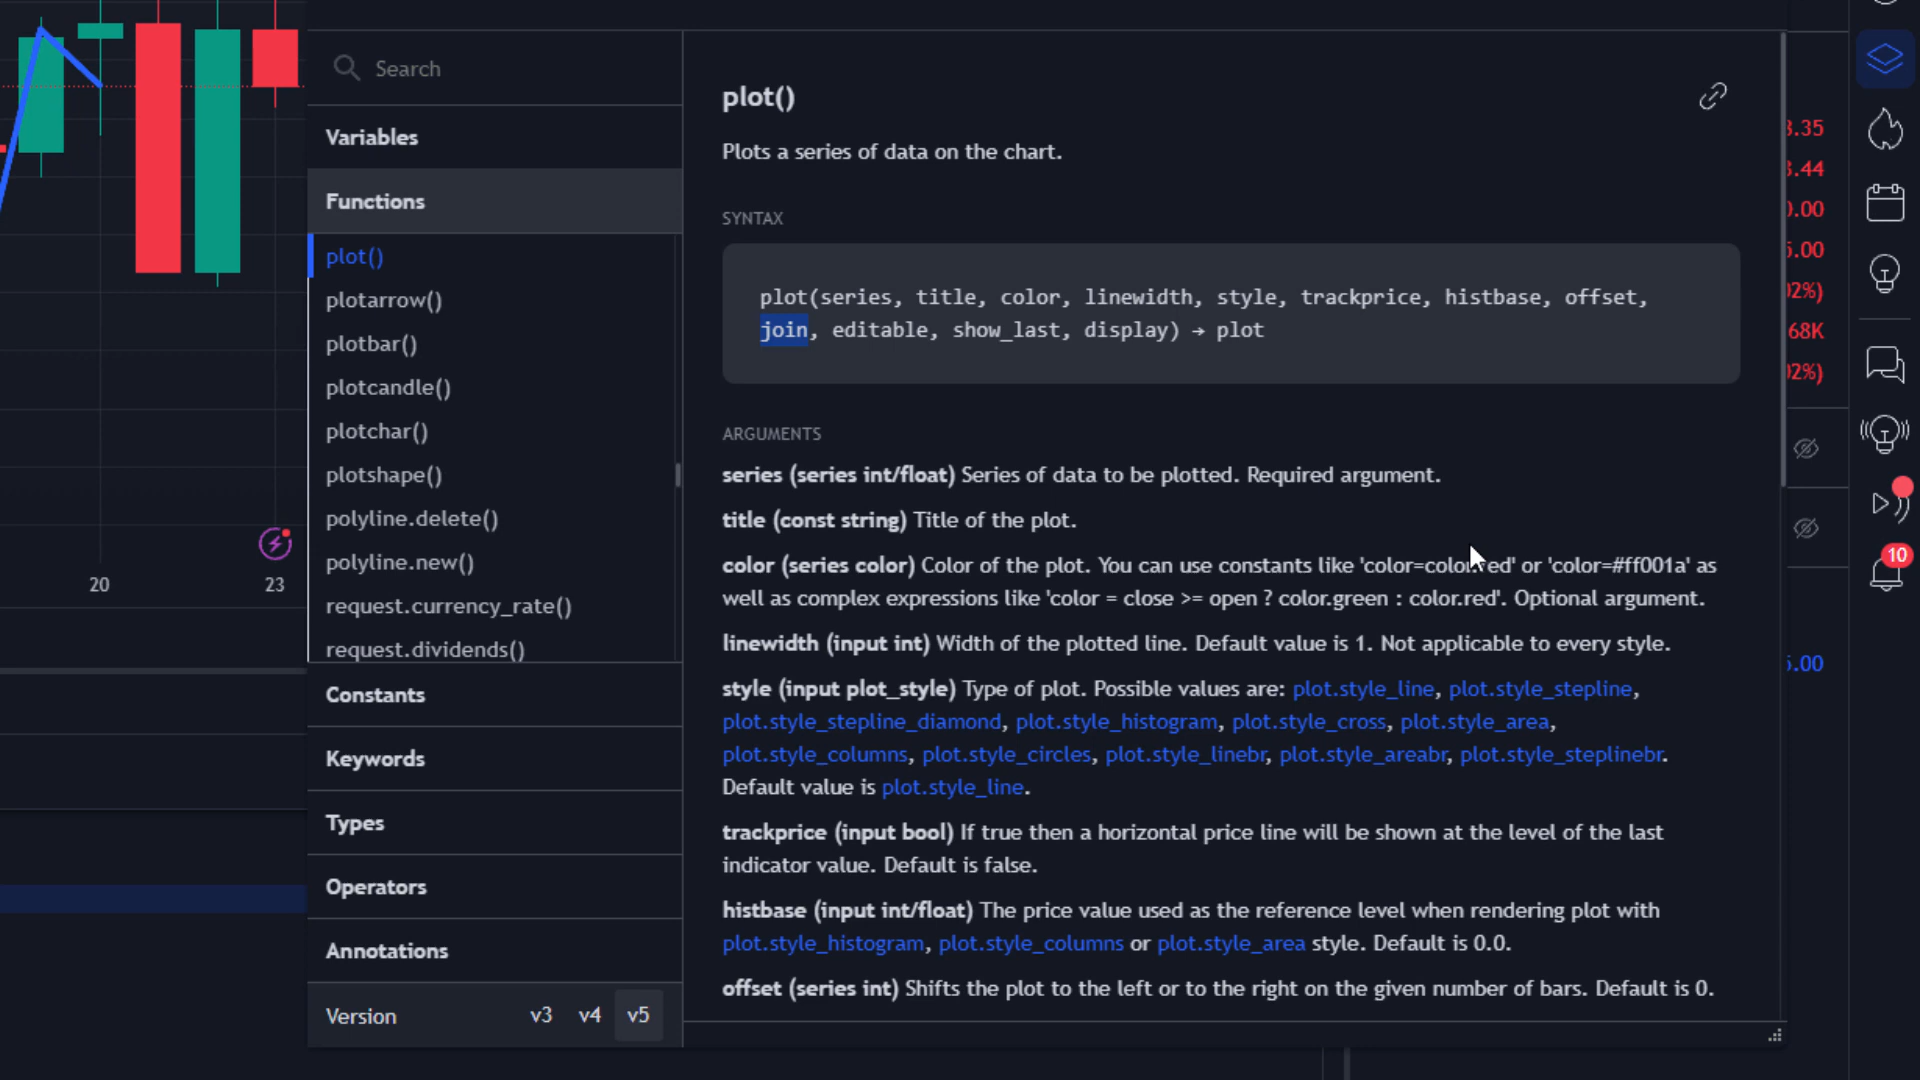 Search
Variables
Functions
plot()
plotarrow()
plotbar()
plotcandle()
plotchar()
plotshape()
polyline.delete()
polyline.new()
request.currency_rate()
request.dividends()
Constants
Keywords
Types
Operators
Annotations
Version v3 v4 v5
plot()
Plots a series of data on the chart.
SYNTAX
plot(series, title, color, linewidth, style, trackprice, histbase, offset,
join, editable, show_last, display) → plot
ARGUMENTS
series (series int/float) Series of data to be plotted. Required argument.
title (const string) Title of the plot.
color (series color) Color of the plot. You can use constants like 'color=color.red' or 'color=#ff001a' as
well as complex expressions like 'color = close >= open ? color.green : color.red'. Optional argument.
linewidth (input int) Width of the plotted line. Default value is 1. Not applicable to every style.
style (input plot_style) Type of plot. Possible values are: plot.style_line, plot.style_stepline,
plot.style_stepline_diamond, plot.style_histogram, plot.style_cross, plot.style_area,
plot.style_columns, plot.style_circles, plot.style_linebr, plot.style_areabr, plot.style_steplinebr.
Default value is plot.style_line.
trackprice (input bool) If true then a horizontal price line will be shown at the level of the last
indicator value. Default is false.
histbase (input int/float) The price value used as the reference level when rendering plot with
plot.style_histogram, plot.style_columns or plot.style_area style. Default is 0.0.
offset (series int) Shifts the plot to the left or to the right on the given number of bars. Default is 0.
20 23
.35
.44
.00
.00
2%)
68K
2%)
.00
10